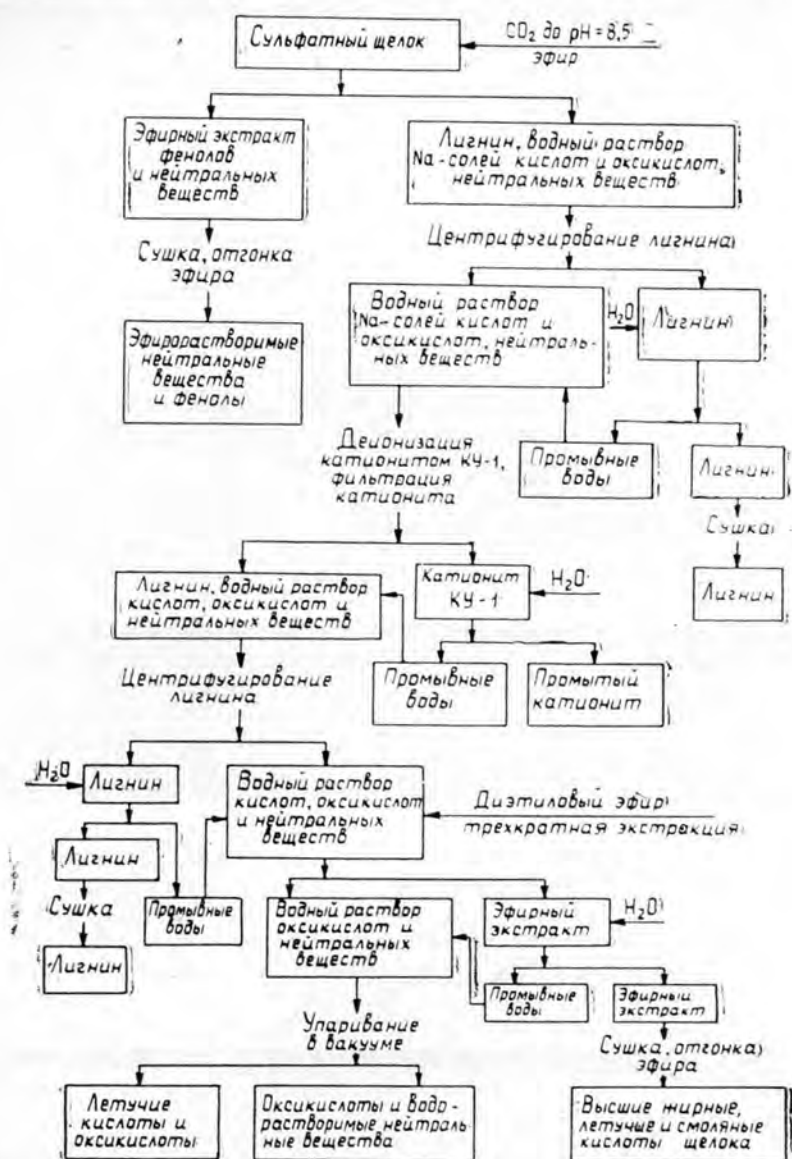 Сульфатный щелок
CO₂ до pH = 8,5
эфир
Эфирный экстракт
фенолов
и нейтральных
веществ
Лигнин, водный раствор
Na-солей кислот и оксикислот,
нейтральных веществ
Сушка, отгонка
эфира
Центрифугирование лигнина
Эфирорастворимые
нейтральные
вещества
и фенолы
Водный раствор
Na-солей кислот и
оксикислот, нейтраль-
ных веществ
H₂O
Лигнин
Деионизация
катионитом КУ-1,
фильтрация
катионита
Промывные
воды
Лигнин
Сушка
Лигнин
Лигнин, водный раствор
кислот, оксикислот и
нейтральных веществ
Катионит
КУ-1
H₂O
Центрифугирование
лигнина
Промывные
воды
Промытый
катионит
H₂O
Лигнин
Водный раствор
кислот, оксикислот
и нейтральных
веществ
Диэтиловый эфир
трехкратная экстракция
Лигнин
Сушка
Лигнин
Промывные
воды
Водный раствор
оксикислот и
нейтральных
веществ
Эфирный
экстракт
H₂O
Промывные
воды
Эфирный
экстракт
Упаривание
в вакууме
Сушка, отгонка
эфира
Летучие
кислоты и
оксикислоты
Оксикислоты и водо-
растворимые нейтраль-
ные вещества
Высшие жирные,
летучие и смоляные
кислоты щелока